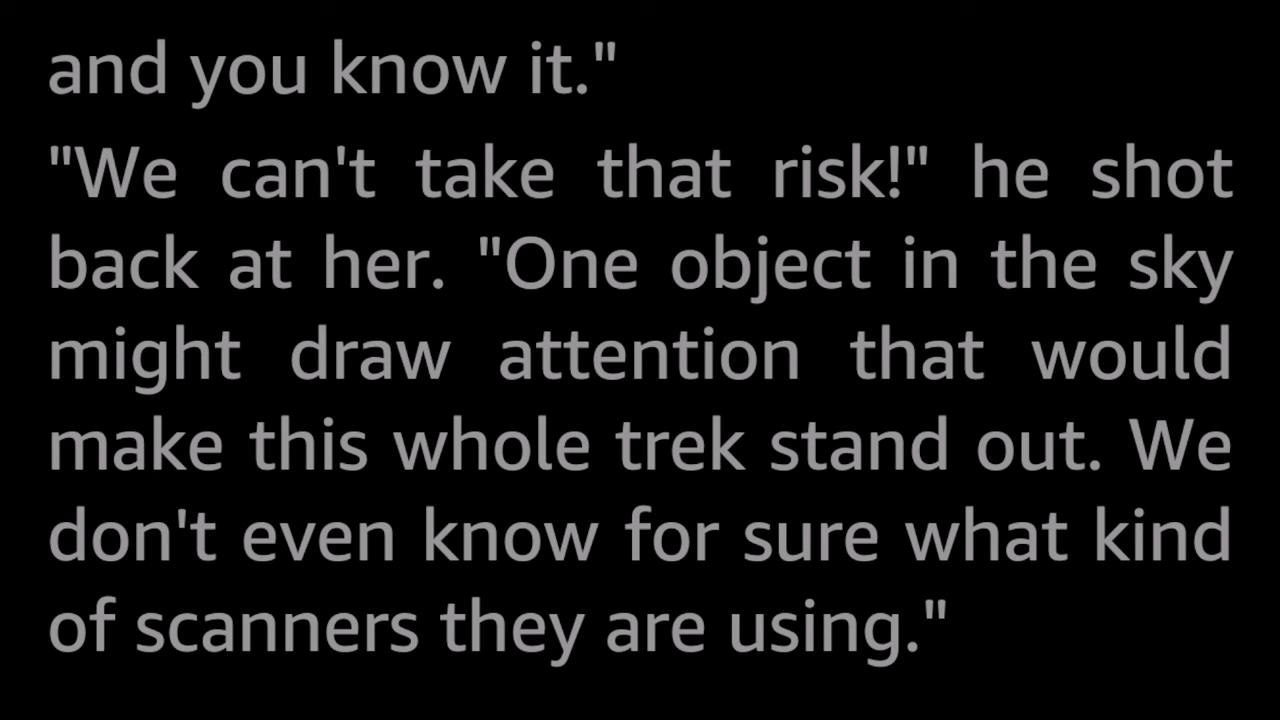 and you know it."
"We can't take that risk!" he shot
back at her. "One object in the sky
might draw attention that would
make this whole trek stand out. We
don't even know for sure what kind
of scanners they are using."